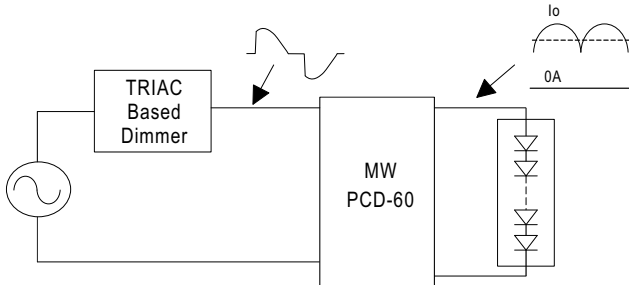 Io
0A
TRIAC
Based
Dimmer
MW
PCD-60